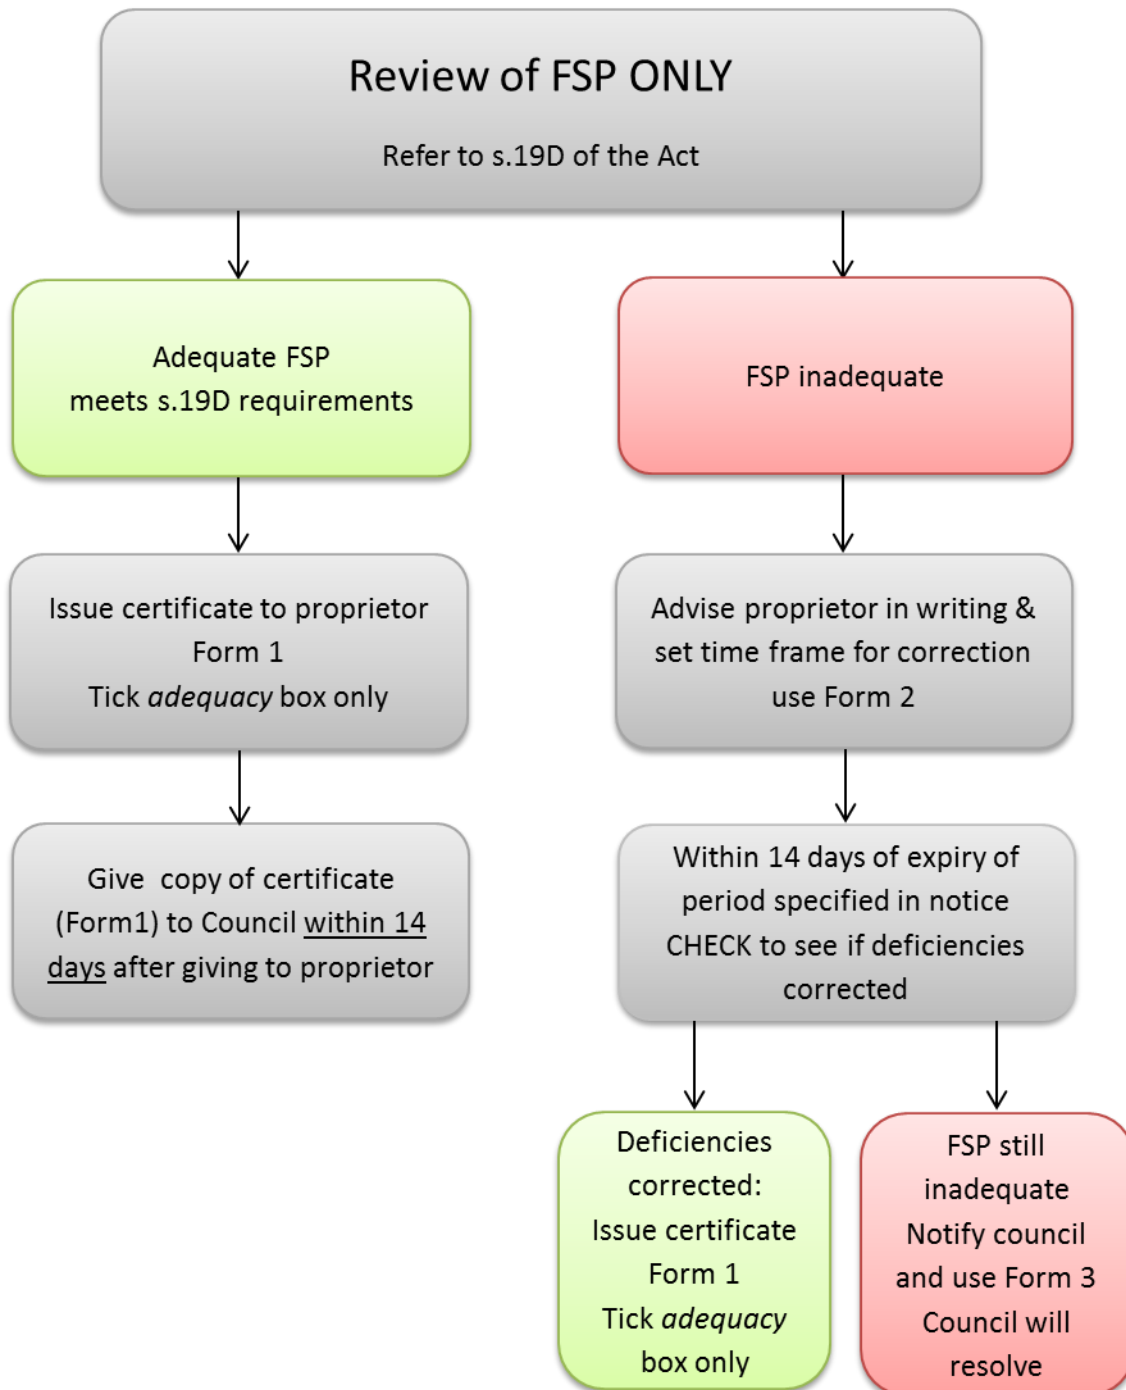 Review of FSP ONLY
Refer to s.19D of the Act
Adequate FSP
meets s.19D requirements
FSP inadequate
Issue certificate to proprietor
Form 1
Tick adequacy box only
Advise proprietor in writing &
set time frame for correction
use Form 2
Give copy of certificate
(Form1) to Council within 14
days after giving to proprietor
Within 14 days of expiry of
period specified in notice
CHECK to see if deficiencies
corrected
Deficiencies
corrected:
Issue certificate
Form 1
Tick adequacy
box only
FSP still
inadequate
Notify council
and use Form 3
Council will
resolve